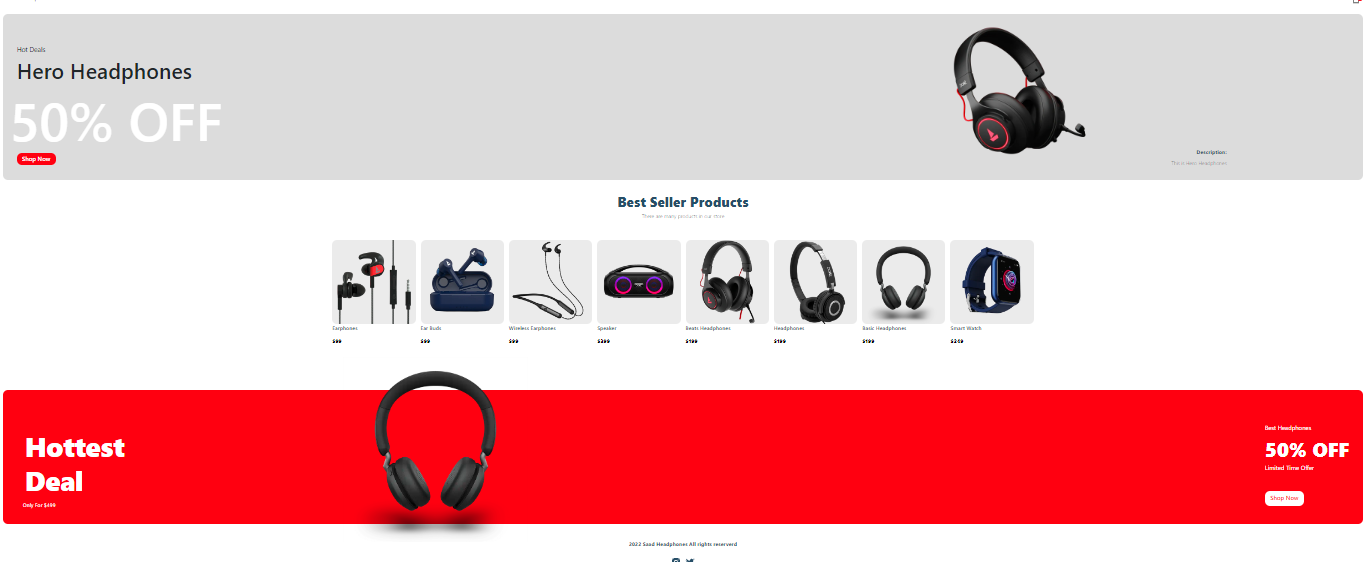 Hot Deals
Hero Headphones
50% OFF
Shop Now
Description:
This is Hero Headphones
Best Seller Products
There are many products in our store
Earphones
$99
Ear Buds
$99
Wireless Earphones
$99
Speaker
$399
Beats Headphones
$199
Headphones
$199
Basic Headphones
$199
Smart Watch
$249
Hottest
Deal
Only For $499
Best Headphones
50% OFF
Limited Time Offer
Shop Now
2022 Saad Headphones All rights reserverd